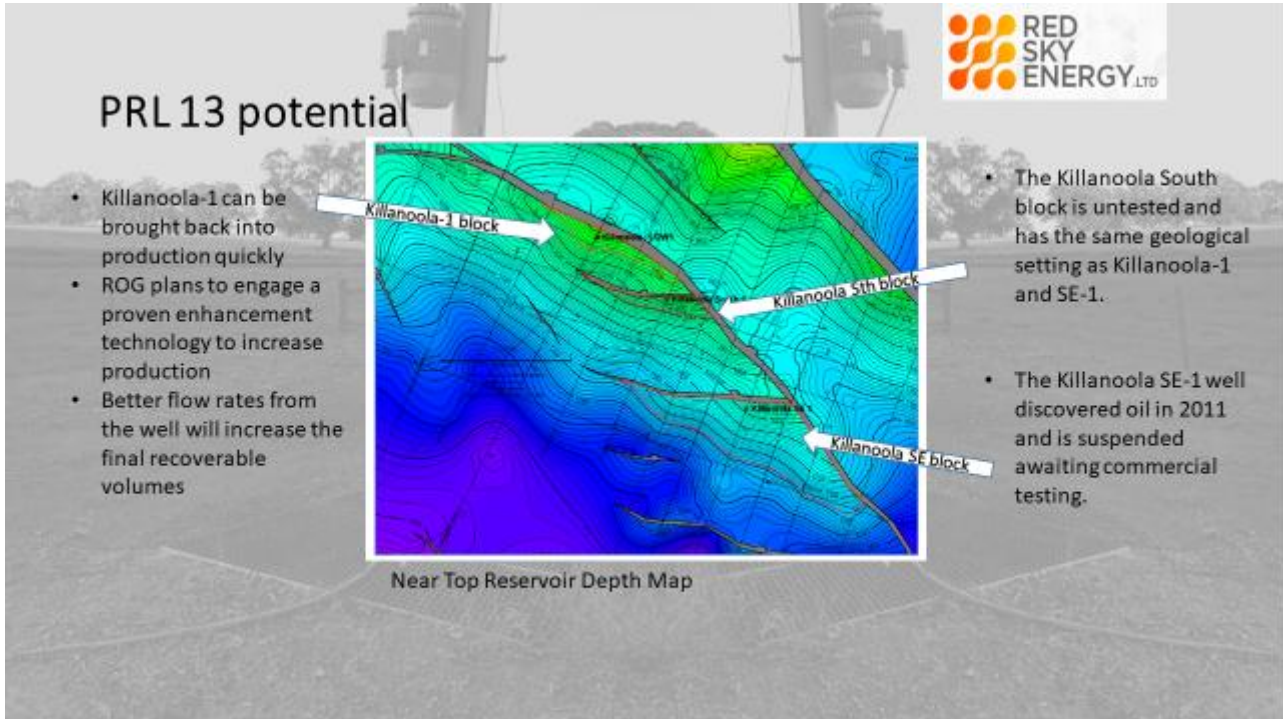 RED
SKY
ENERGY.LTD
PRL 13 potential
• Killanoola-1 can be
brought back into
production quickly
• ROG plans to engage a
proven enhancement
technology to increase
production
• Better flow rates from
the well will increase the
final recoverable
volumes
Killanoola-1 block
Killanoola Sth block
Killanoola SE block
Near Top Reservoir Depth Map
• The Killanoola South
block is untested and
has the same geological
setting as Killanoola-1
and SE-1.
• The Killanoola SE-1 well
discovered oil in 2011
and is suspended
awaiting commercial
testing.